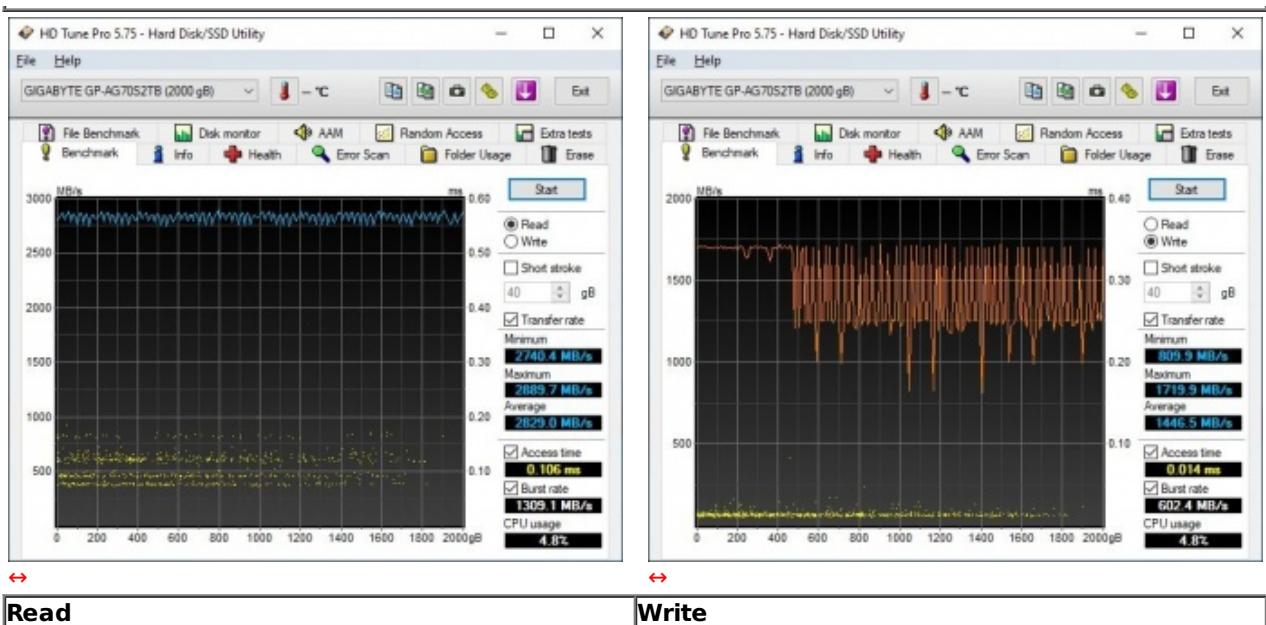 HD Tune Pro 5.75 - Hard Disk/SSD Utility
File Help
GIGABYTE GP-AG70S2TB (2000 gB)
– °C
Exit
File Benchmark Disk monitor AAM Random Access Extra tests
Benchmark Info Health Error Scan Folder Usage Erase
MB/s ms
Start
3000 0.60
2500 0.50
2000 0.40
1500 0.30
1000 0.20
500 0.10
0 200 400 600 800 1000 1200 1400 1600 1800 2000gB
Read
Write
Short stroke
40 gB
Transfer rate
Minimum
2740.4 MB/s
Maximum
2889.7 MB/s
Average
2829.0 MB/s
Access time
0.106 ms
Burst rate
1309.1 MB/s
CPU usage
4.8%
HD Tune Pro 5.75 - Hard Disk/SSD Utility
File Help
GIGABYTE GP-AG70S2TB (2000 gB)
– °C
Exit
File Benchmark Disk monitor AAM Random Access Extra tests
Benchmark Info Health Error Scan Folder Usage Erase
MB/s ms
Start
2000 0.40
1500 0.30
1000 0.20
500 0.10
0 200 400 600 800 1000 1200 1400 1600 1800 2000gB
Read
Write
Short stroke
40 gB
Transfer rate
Minimum
809.9 MB/s
Maximum
1719.9 MB/s
Average
1446.5 MB/s
Access time
0.014 ms
Burst rate
602.4 MB/s
CPU usage
4.8%
Read
Write